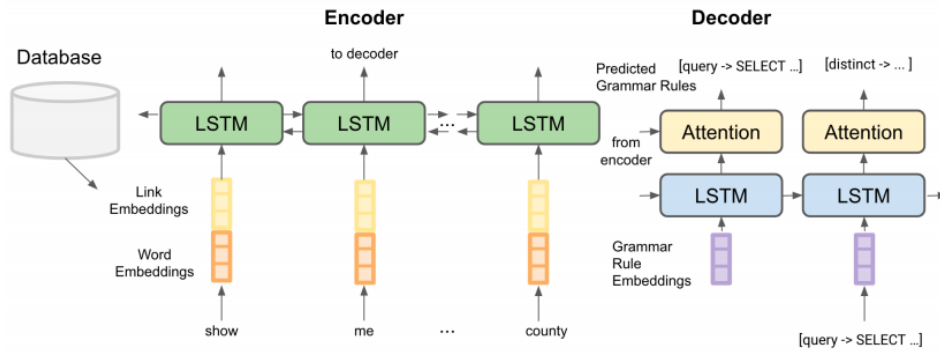 Encoder
Decoder
Database
to decoder
Predicted
Grammar Rules
[query -> SELECT ...]
[distinct -> ... ]
LSTM
LSTM
...
LSTM
Attention
Attention
from
encoder
LSTM
LSTM
Link
Embeddings
Word
Embeddings
Grammar
Rule
Embeddings
show
me
...
county
[query -> SELECT ...]